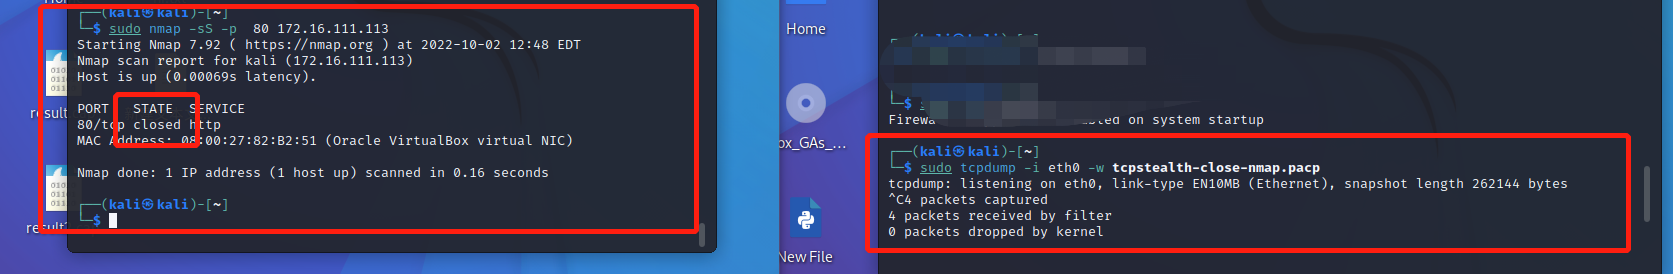 ┌──(kali㉿kali)-[~]
└─$ sudo nmap -sS -p  80 172.16.111.113
Starting Nmap 7.92 ( https://nmap.org ) at 2022-10-02 12:48 EDT
Nmap scan report for kali (172.16.111.113)
Host is up (0.00069s latency).
PORT   STATE  SERVICE
80/tcp closed http
MAC Address: 08:00:27:82:B2:51 (Oracle VirtualBox virtual NIC)
Nmap done: 1 IP address (1 host up) scanned in 0.16 seconds
┌──(kali㉿kali)-[~]
└─$
result
result
Home
ox_GAs_...
New File
└─$ s
Firewa
on system startup
┌──(kali㉿kali)-[~]
└─$ sudo tcpdump -i eth0 -w tcpstealth-close-nmap.pacp
tcpdump: listening on eth0, link-type EN10MB (Ethernet), snapshot length 262144 bytes
^C4 packets captured
4 packets received by filter
0 packets dropped by kernel